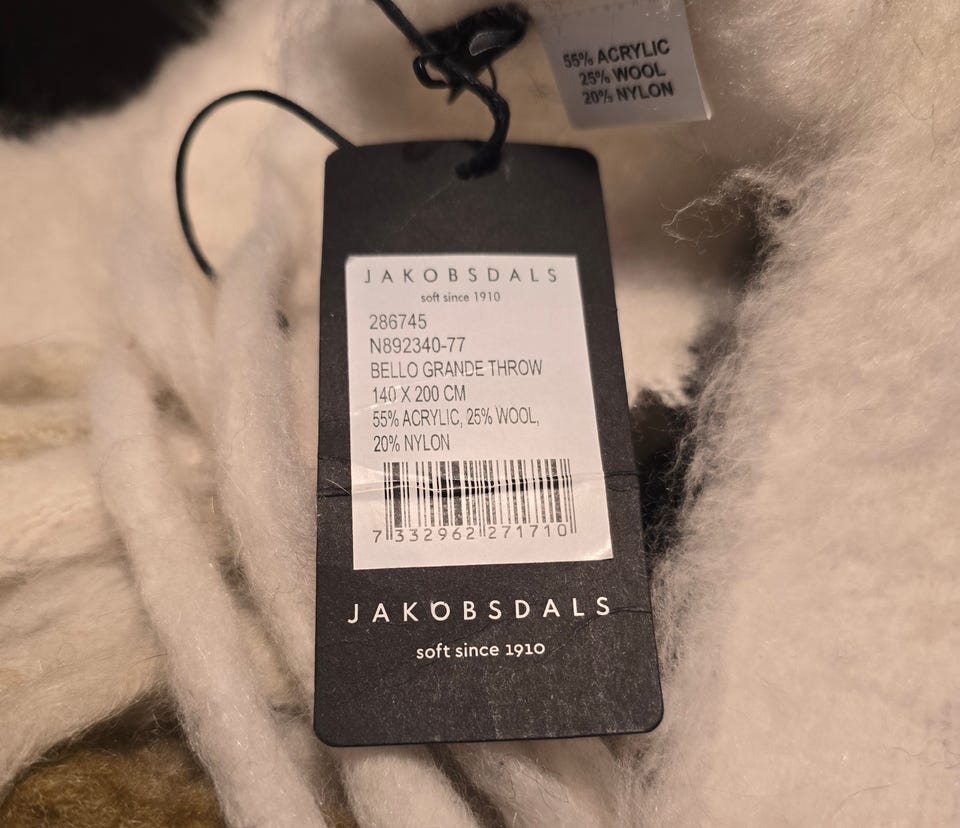 55% ACRYLIC
25% WOOL
20% NYLON
JAKOBSDALS
soft since 1910
286745
N892340-77
BELLO GRANDE THROW
140 X 200 CM
55% ACRYLIC, 25% WOOL,
20% NYLON
7 332962 271710
JAKOBSDALS
soft since 1910